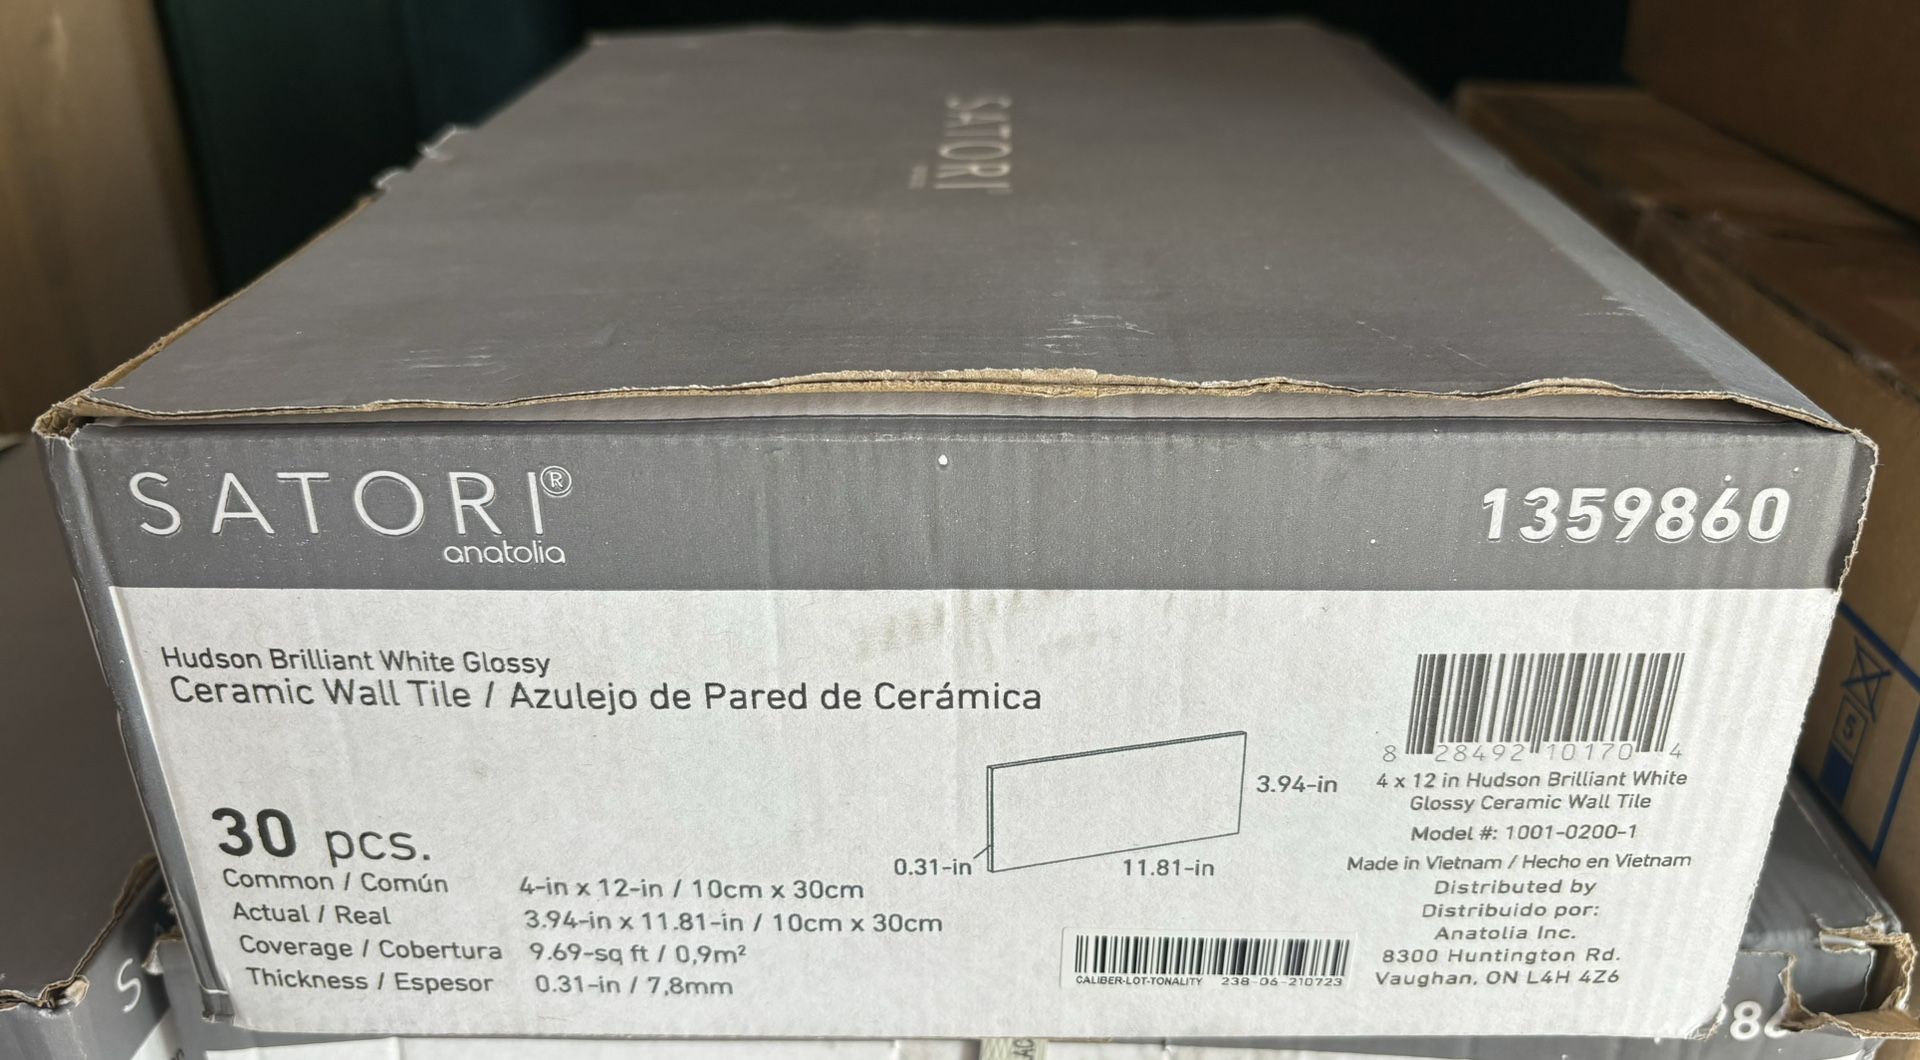 SATORI
SATORI®
anatolia
1359860
Hudson Brilliant White Glossy
Ceramic Wall Tile / Azulejo de Pared de Cerámica
30 pcs.
Common / Común 4-in x 12-in / 10cm x 30cm
Actual / Real 3.94-in x 11.81-in / 10cm x 30cm
Coverage / Cobertura 9.69-sq ft / 0,9m²
Thickness / Espesor 0.31-in / 7,8mm
3.94-in
0.31-in
11.81-in
8 28492 10170 4
4 x 12 in Hudson Brilliant White
Glossy Ceramic Wall Tile
Model #: 1001-0200-1
Made in Vietnam / Hecho en Vietnam
Distributed by
Distribuido por:
Anatolia Inc.
8300 Huntington Rd.
Vaughan, ON L4H 4Z6
CALIBER-LOT-TONALITY 238-06-210723
S